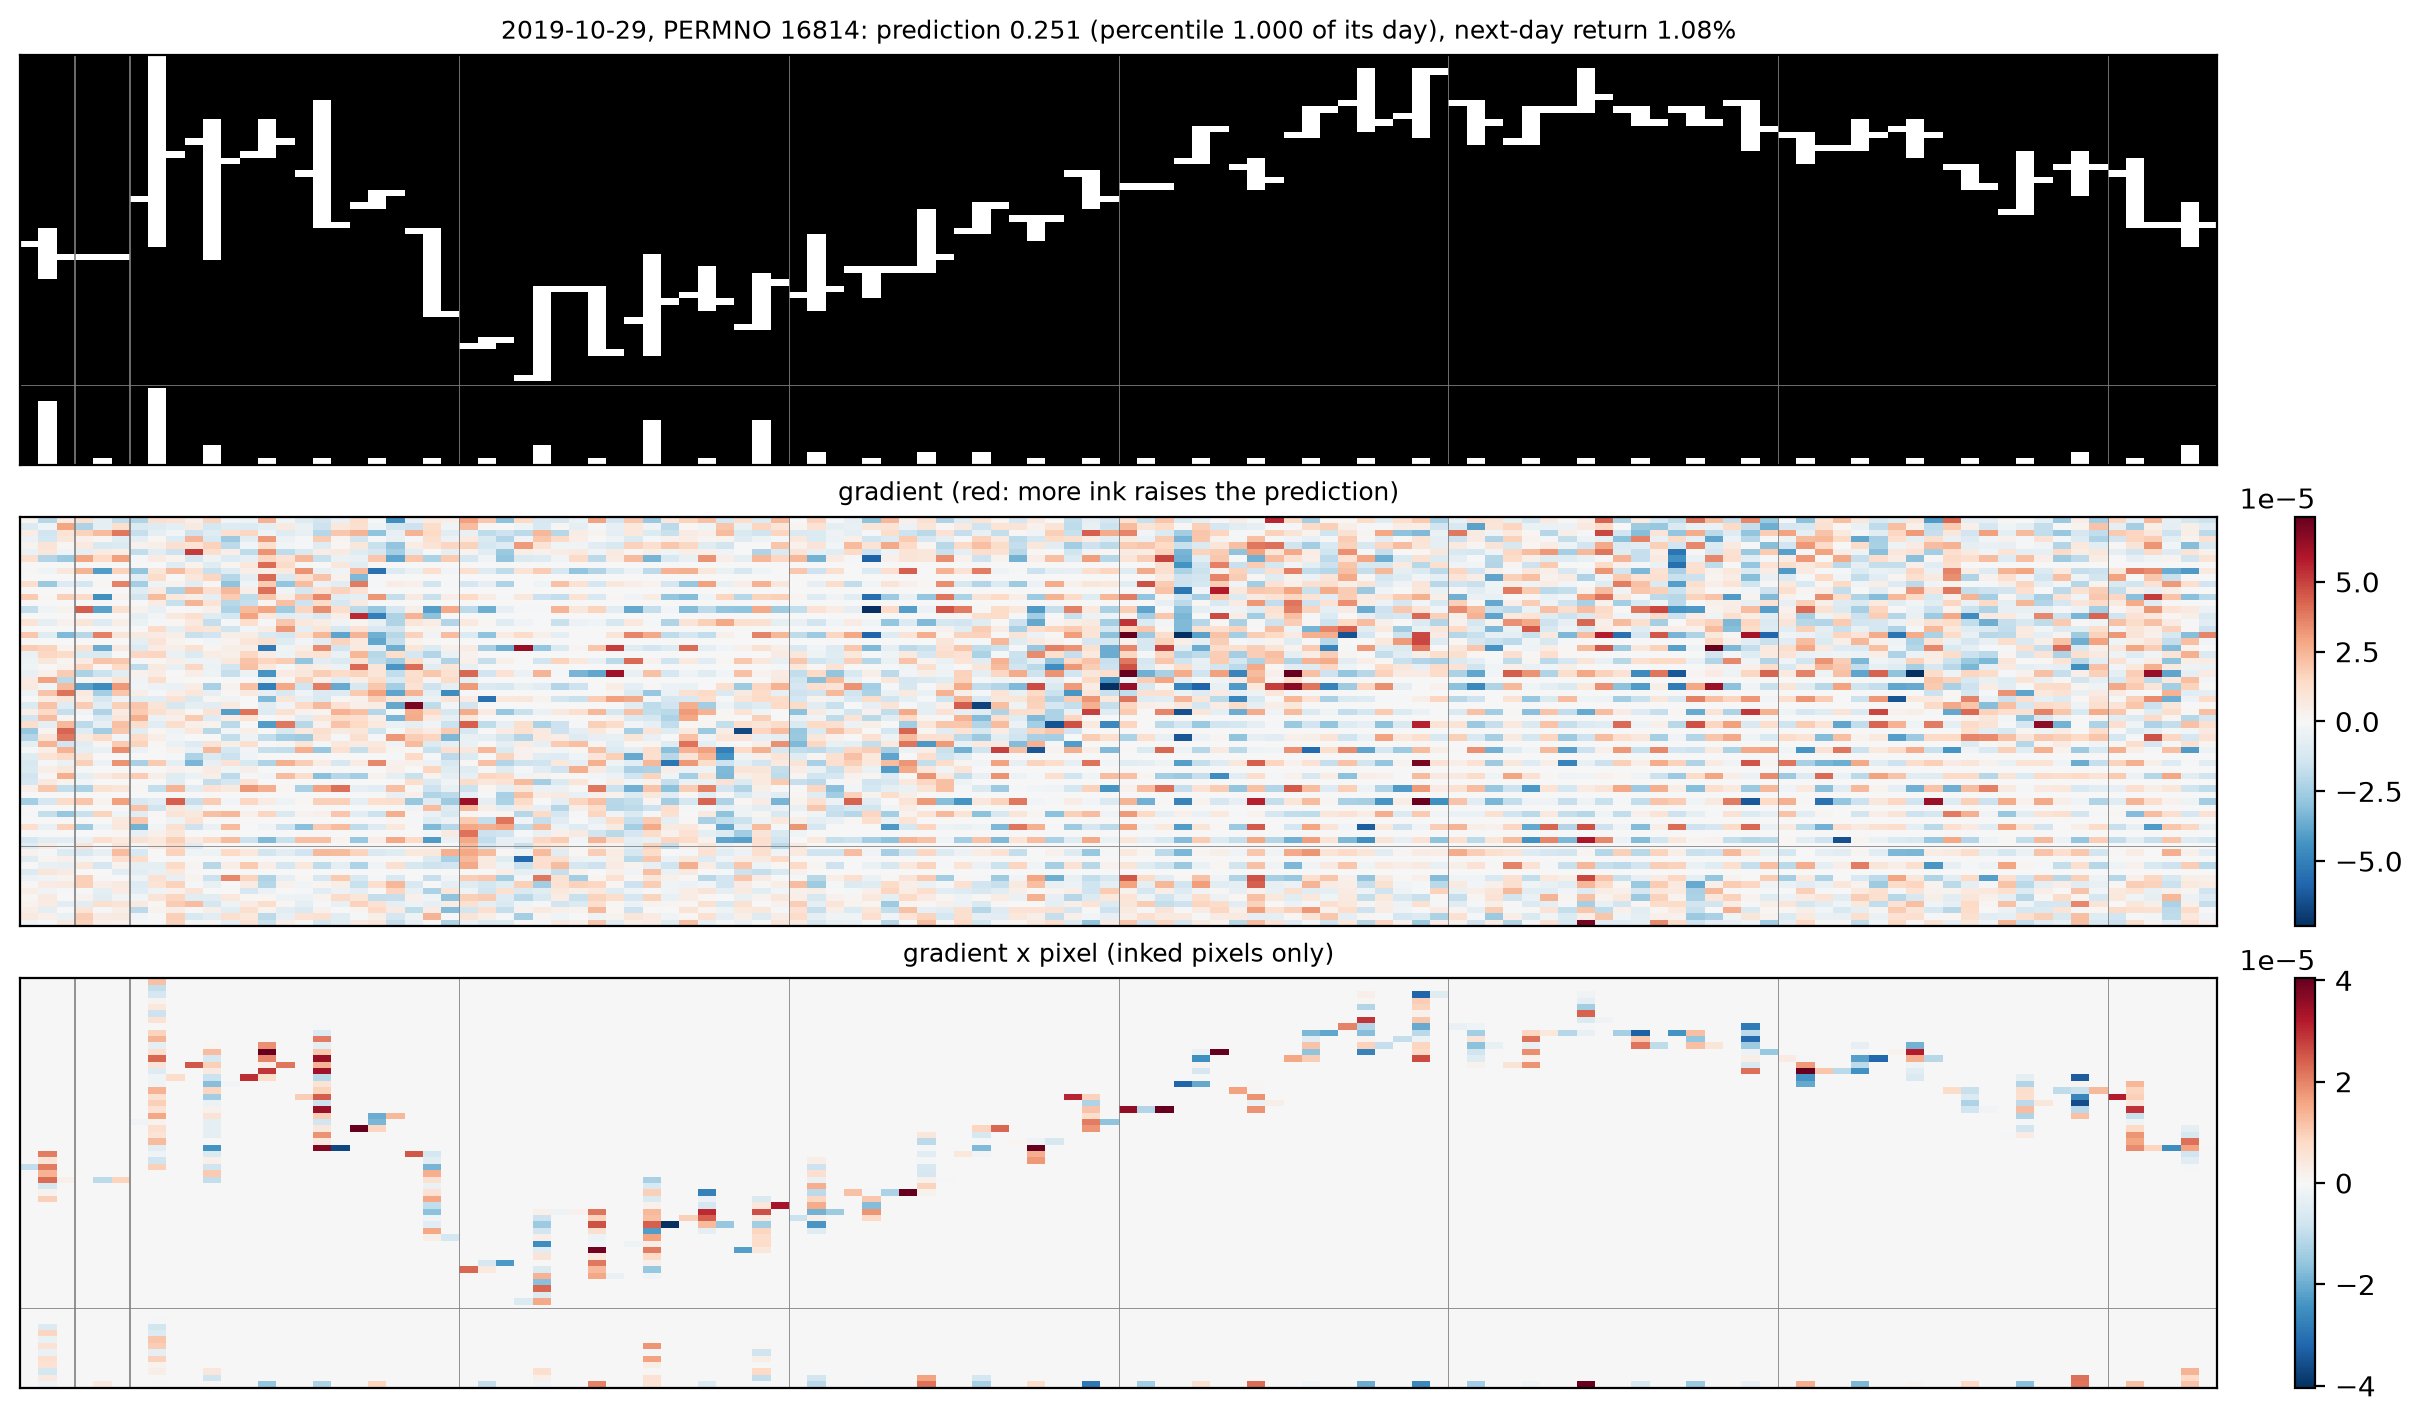 2019-10-29, PERMNO 16814: prediction 0.251 (percentile 1.000 of its day), next-day return 1.08%
gradient (red: more ink raises the prediction)
1e−5
5.0
2.5
0.0
−2.5
−5.0
gradient x pixel (inked pixels only)
1e−5
4
2
0
−2
−4